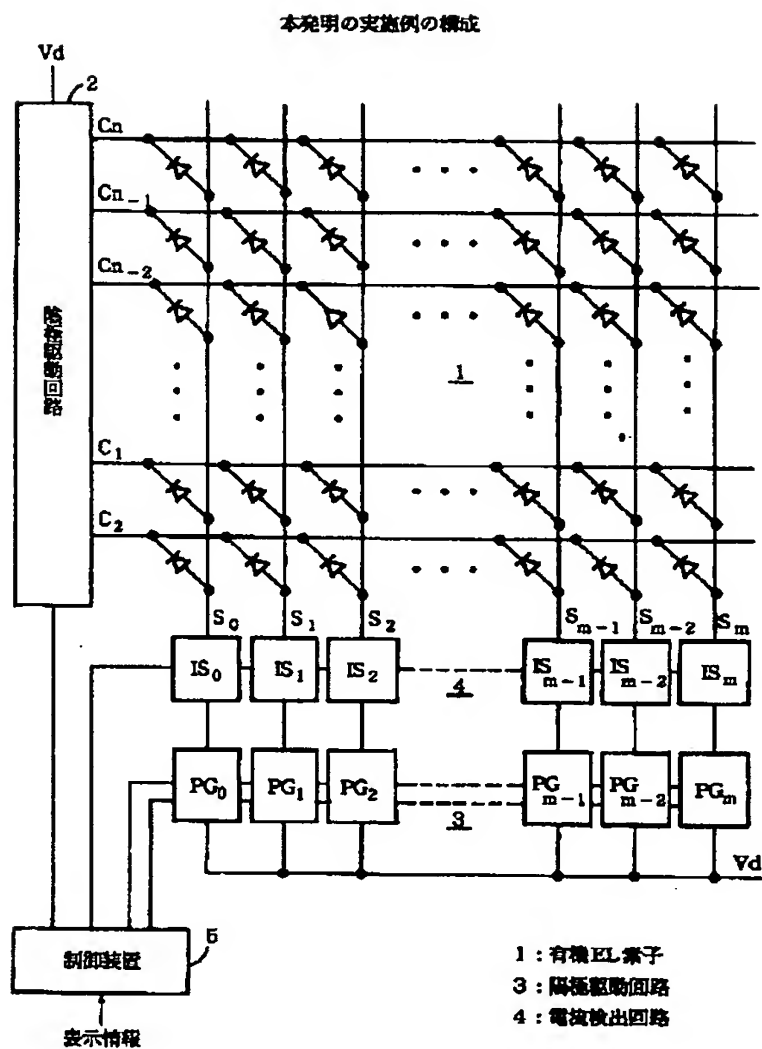 本発明の実施例の構成
Vd
2
Cn
Cn-1
Cn-2
陰極駆動回路
1
C1
C2
S0 S1 S2 Sm-1 Sm-2 Sm
IS0 IS1 IS2 ISm-1 ISm-2 ISm
4
PG0 PG1 PG2 PGm-1 PGm-2 PGm
3
Vd
制御装置
5
表示情報
1：有機EL素子
3：陽極駆動回路
4：電流検出回路